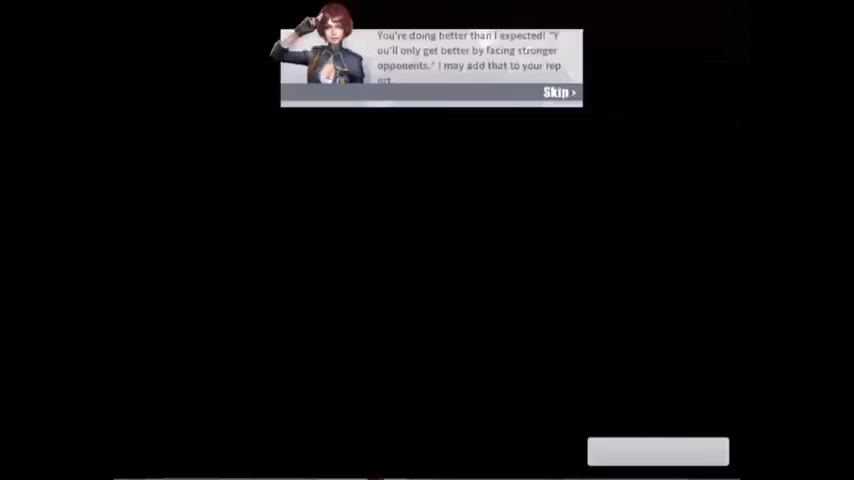 You're doing better than I expected! "Y
ou'll only get better by facing stronger
opponents." I may add that to your rep
ort.
Skip ›